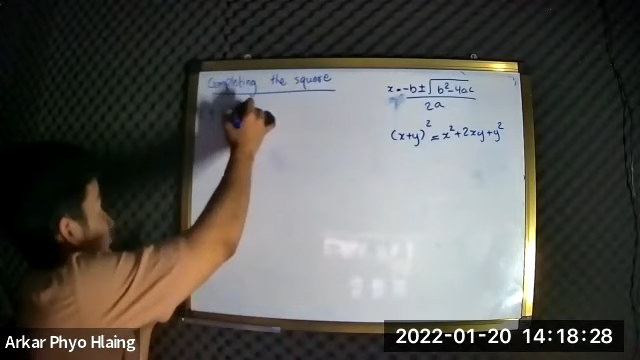 Completing the square
x = -b ± √b²-4ac
2a
(x+y)² = x²+2xy+y²
Arkar Phyo Hlaing
2022-01-20 14:18:28